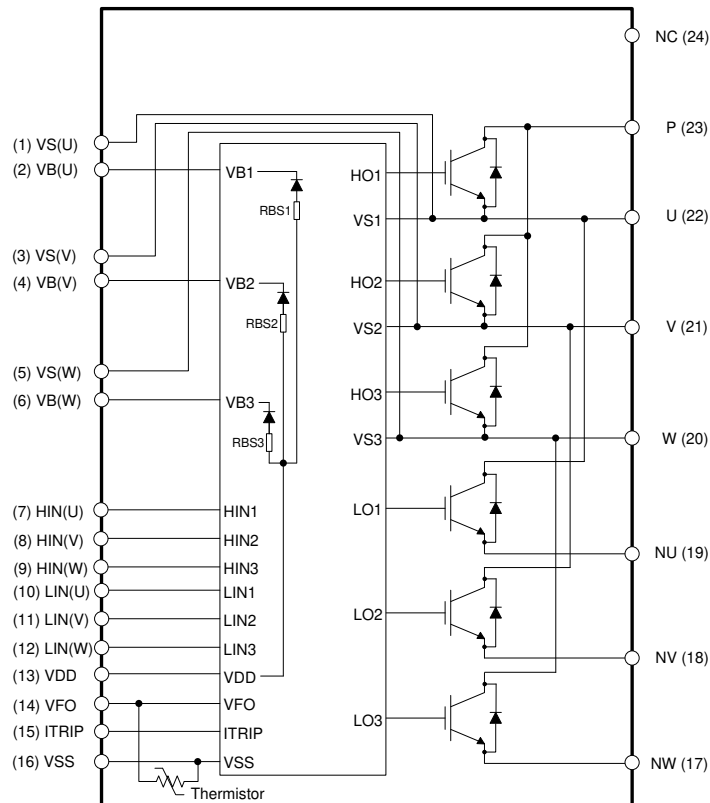 NC (24)
(1) VS(U)
(2) VB(U)
(3) VS(V)
(4) VB(V)
(5) VS(W)
(6) VB(W)
(7) HIN(U)
(8) HIN(V)
(9) HIN(W)
(10) LIN(U)
(11) LIN(V)
(12) LIN(W)
(13) VDD
(14) VFO
(15) ITRIP
(16) VSS
Thermistor
VB1
RBS1
VB2
RBS2
VB3
RBS3
HIN1
HIN2
HIN3
LIN1
LIN2
LIN3
VDD
VFO
ITRIP
VSS
HO1
VS1
HO2
VS2
HO3
VS3
LO1
LO2
LO3
P (23)
U (22)
V (21)
W (20)
NU (19)
NV (18)
NW (17)